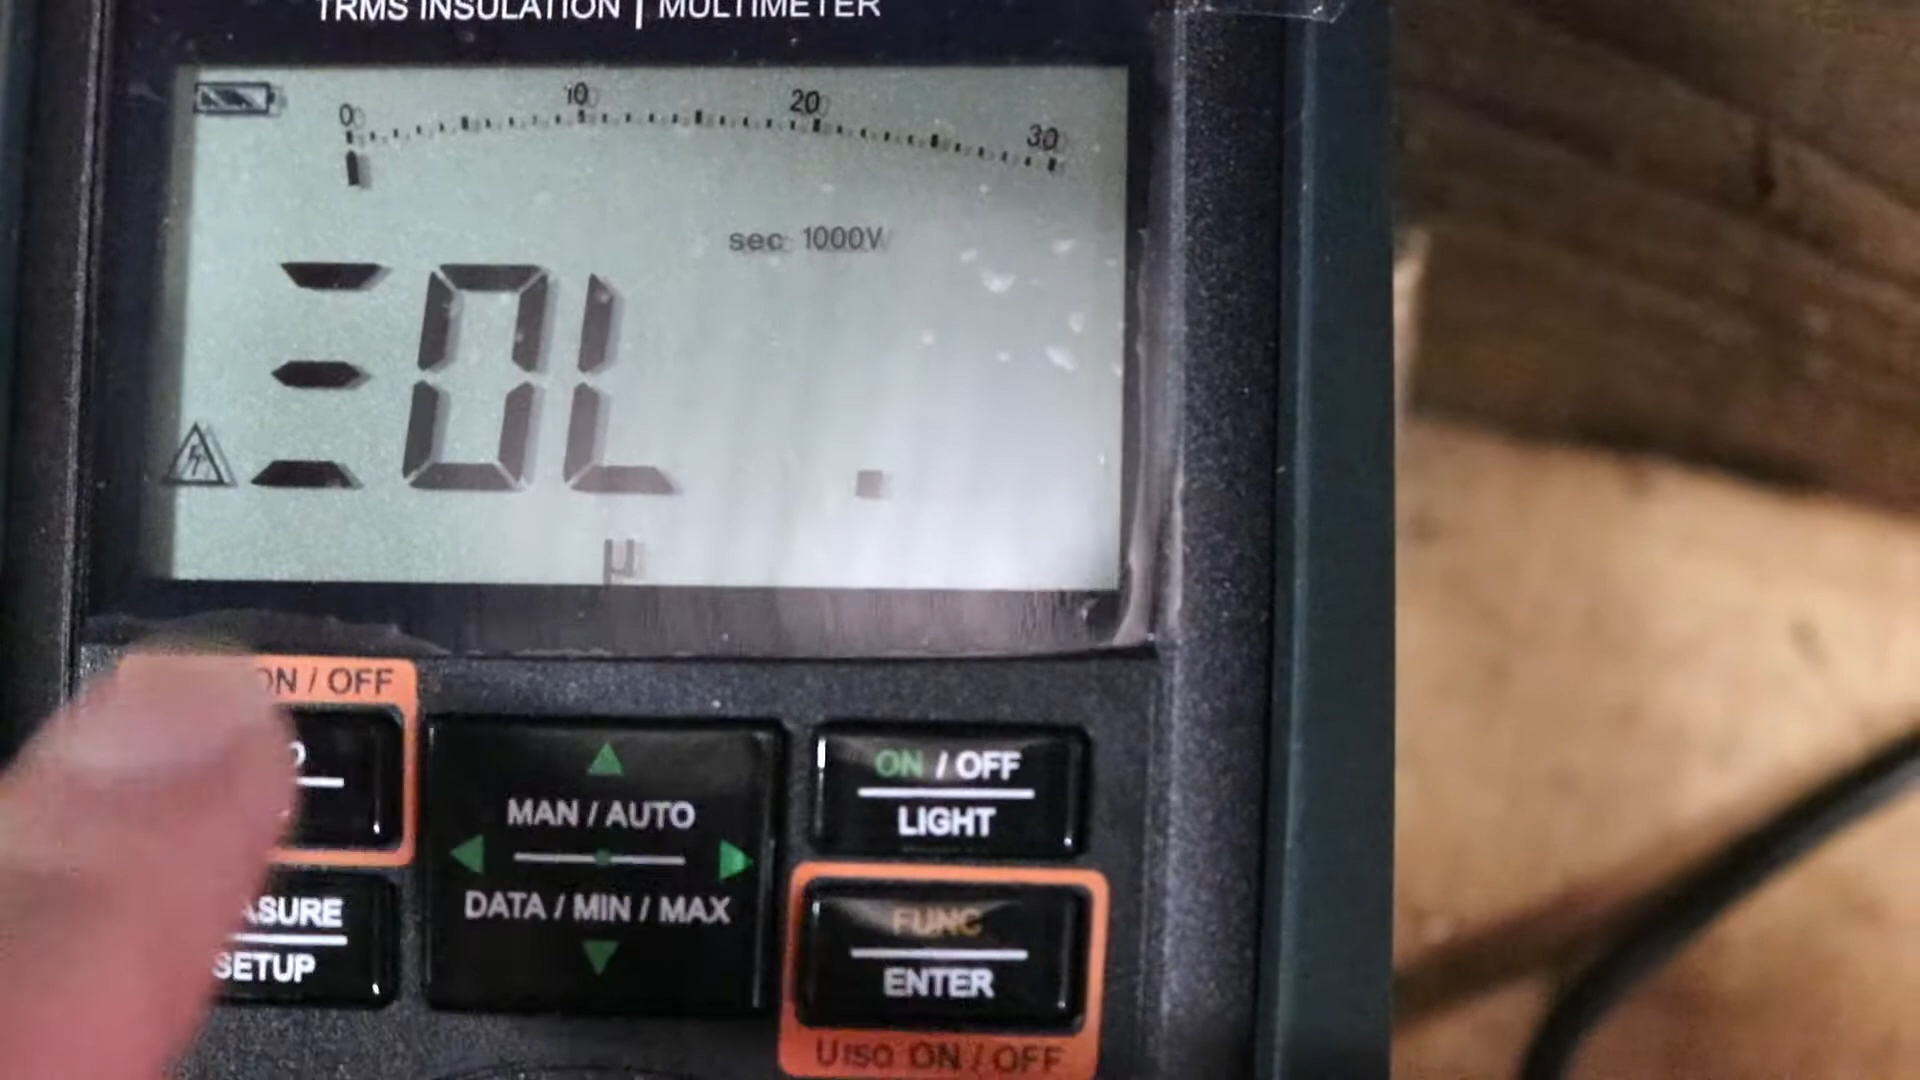 TRMS INSULATION | MULTIMETER
0 10 20 30
sec 1000V
OL .
µ
ON / OFF
MAN / AUTO
DATA / MIN / MAX
ON / OFF
LIGHT
SETUP
FUNC
ENTER
UISO ON / OFF